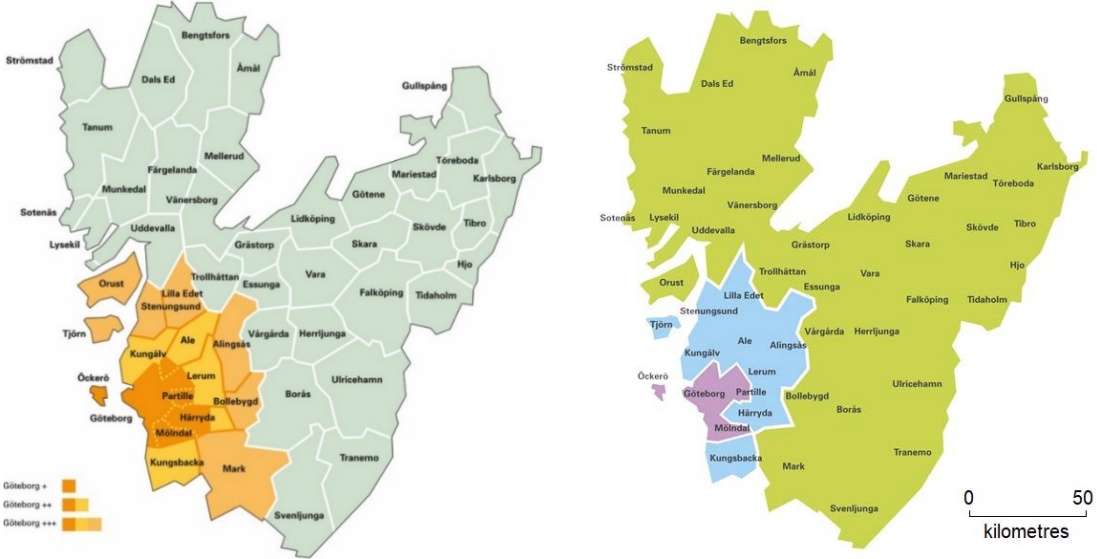 Bengtsfors
Strömstad
Åmål
Dals Ed
Gullspång
Tanum
Mellerud
Töreboda
Färgelanda
Mariestad
Karlsborg
Munkedal
Götene
Vänersborg
Sotenäs
Lidköping
Tibro
Skövde
Uddevalla
Lysekil
Grästorp
Skara
Hjo
Trollhättan
Vara
Orust
Essunga
Lilla Edet
Falköping
Tidaholm
Stenungsund
Tjörn
Vårgårda
Herrljunga
Ale
Alingsås
Kungälv
Lerum
Öckerö
Ulricehamn
Partille
Borås
Bollebygd
Göteborg
Härryda
Mölndal
Kungsbacka
Mark
Tranemo
Svenljunga
Göteborg +
Göteborg ++
Göteborg +++
Bengtsfors
Strömstad
Åmål
Dals Ed
Gullspång
Tanum
Mellerud
Karlsborg
Färgelanda
Mariestad
Töreboda
Munkedal
Götene
Vänersborg
Sotenäs
Lysekil
Lidköping
Tibro
Skövde
Uddevalla
Grästorp
Skara
Hjo
Trollhättan
Vara
Orust
Essunga
Lilla Edet
Falköping
Tidaholm
Stenungsund
Tjörn
Vårgårda
Herrljunga
Ale
Alingsås
Kungälv
Lerum
Öckerö
Ulricehamn
Göteborg
Partille
Bollebygd
Borås
Härryda
Mölndal
Kungsbacka
Tranemo
Mark
Svenljunga
0 50
kilometres